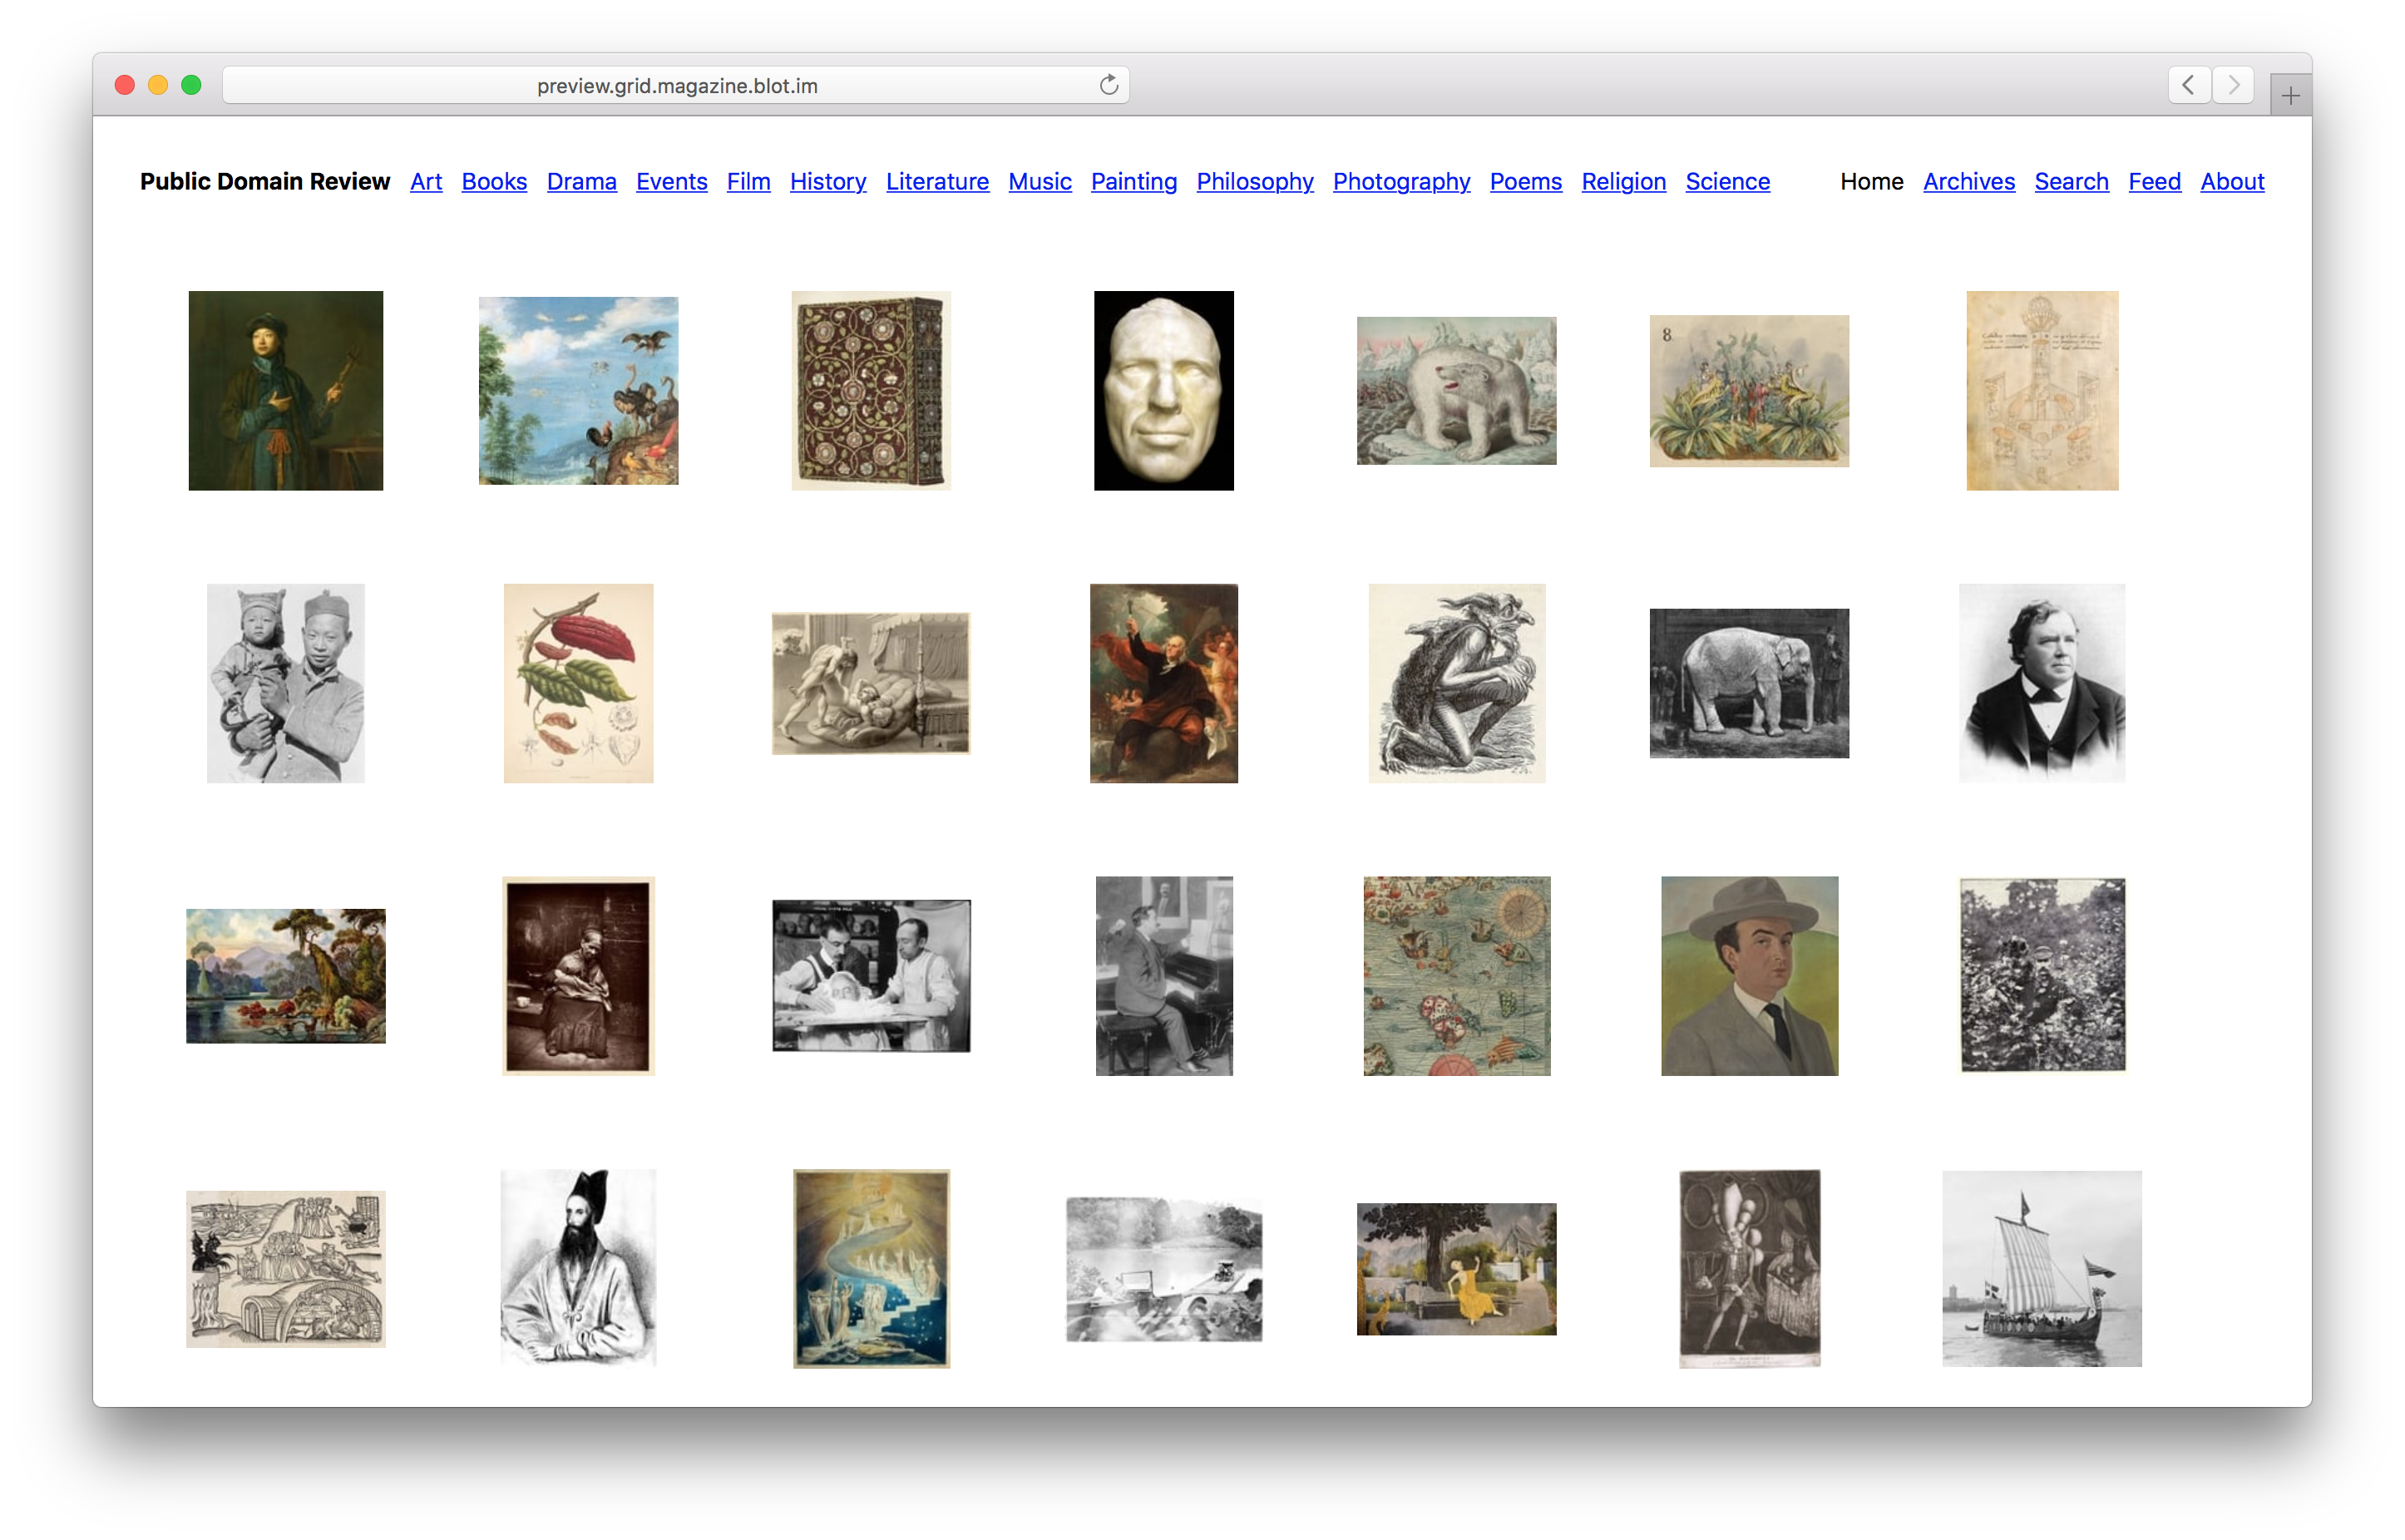 preview.grid.magazine.blot.im
Public Domain Review Art Books Drama Events Film History Literature Music Painting Philosophy Photography Poems Religion Science Home Archives Search Feed About
8